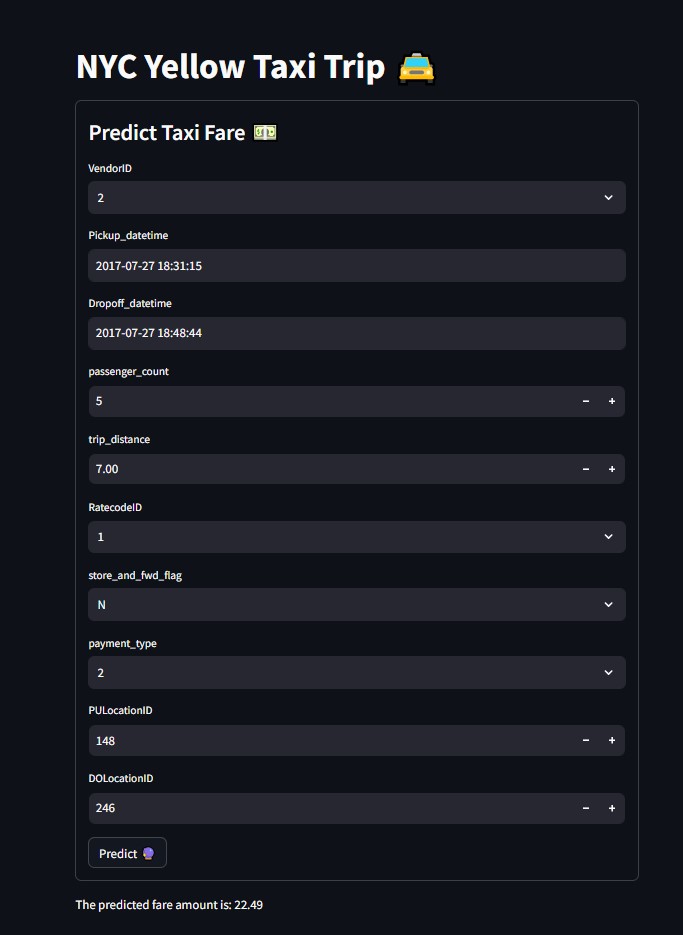 NYC Yellow Taxi Trip 🚖
Predict Taxi Fare 💵
VendorID
2
Pickup_datetime
2017-07-27 18:31:15
Dropoff_datetime
2017-07-27 18:48:44
passenger_count
5 − +
trip_distance
7.00 − +
RatecodeID
1
store_and_fwd_flag
N
payment_type
2
PULocationID
148 − +
DOLocationID
246 − +
Predict 🔮
The predicted fare amount is: 22.49